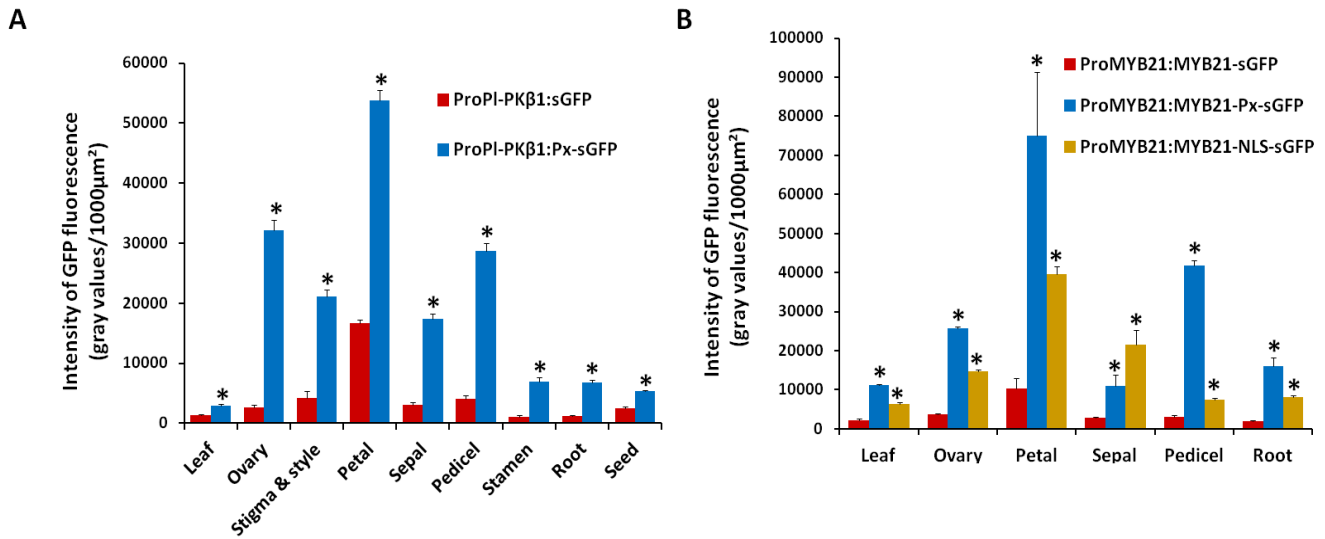 A
Intensity of GFP fluorescence
(gray values/1000µm²)
60000
50000
40000
30000
20000
10000
0
ProPl-PKβ1:sGFP
ProPl-PKβ1:Px-sGFP
* * * * * * * * *
Leaf
Ovary
Stigma & style
Petal
Sepal
Pedicel
Stamen
Root
Seed
B
Intensity of GFP fluorescence
(gray values/1000µm²)
100000
90000
80000
70000
60000
50000
40000
30000
20000
10000
0
ProMYB21:MYB21-sGFP
ProMYB21:MYB21-Px-sGFP
ProMYB21:MYB21-NLS-sGFP
* * * * * * * * * * * *
Leaf
Ovary
Petal
Sepal
Pedicel
Root